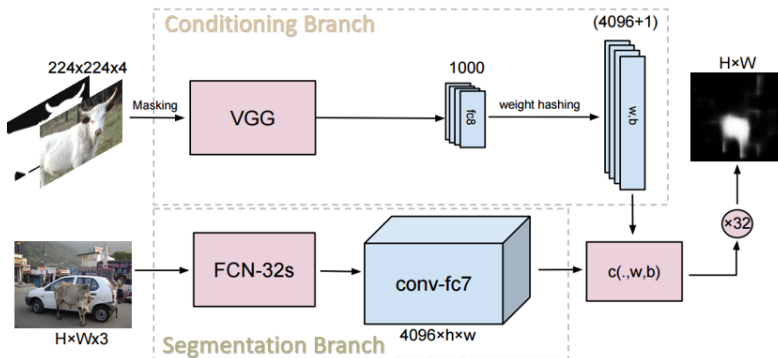 Conditioning Branch
(4096+1)
224x224x4
1000
H×W
Masking
VGG
fc8
weight hashing
w,b
×32
FCN-32s
conv-fc7
c(.,w,b)
H×Wx3
4096×h×w
Segmentation Branch